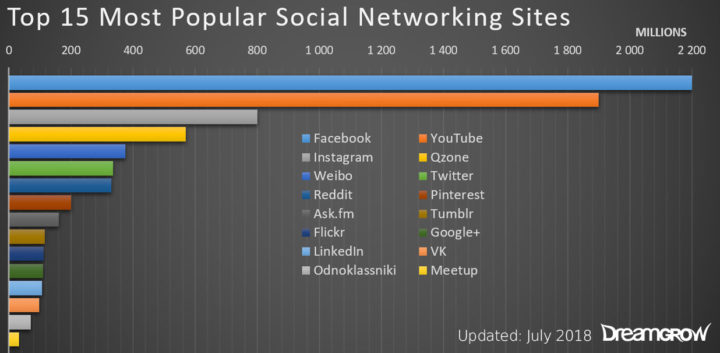 Top 15 Most Popular Social Networking Sites
MILLIONS
0 200 400 600 800 1 000 1 200 1 400 1 600 1 800 2 000 2 200
Facebook YouTube
Instagram Qzone
Weibo Twitter
Reddit Pinterest
Ask.fm Tumblr
Flickr Google+
LinkedIn VK
Odnoklassniki Meetup
Updated: July 2018 DREAMGROW